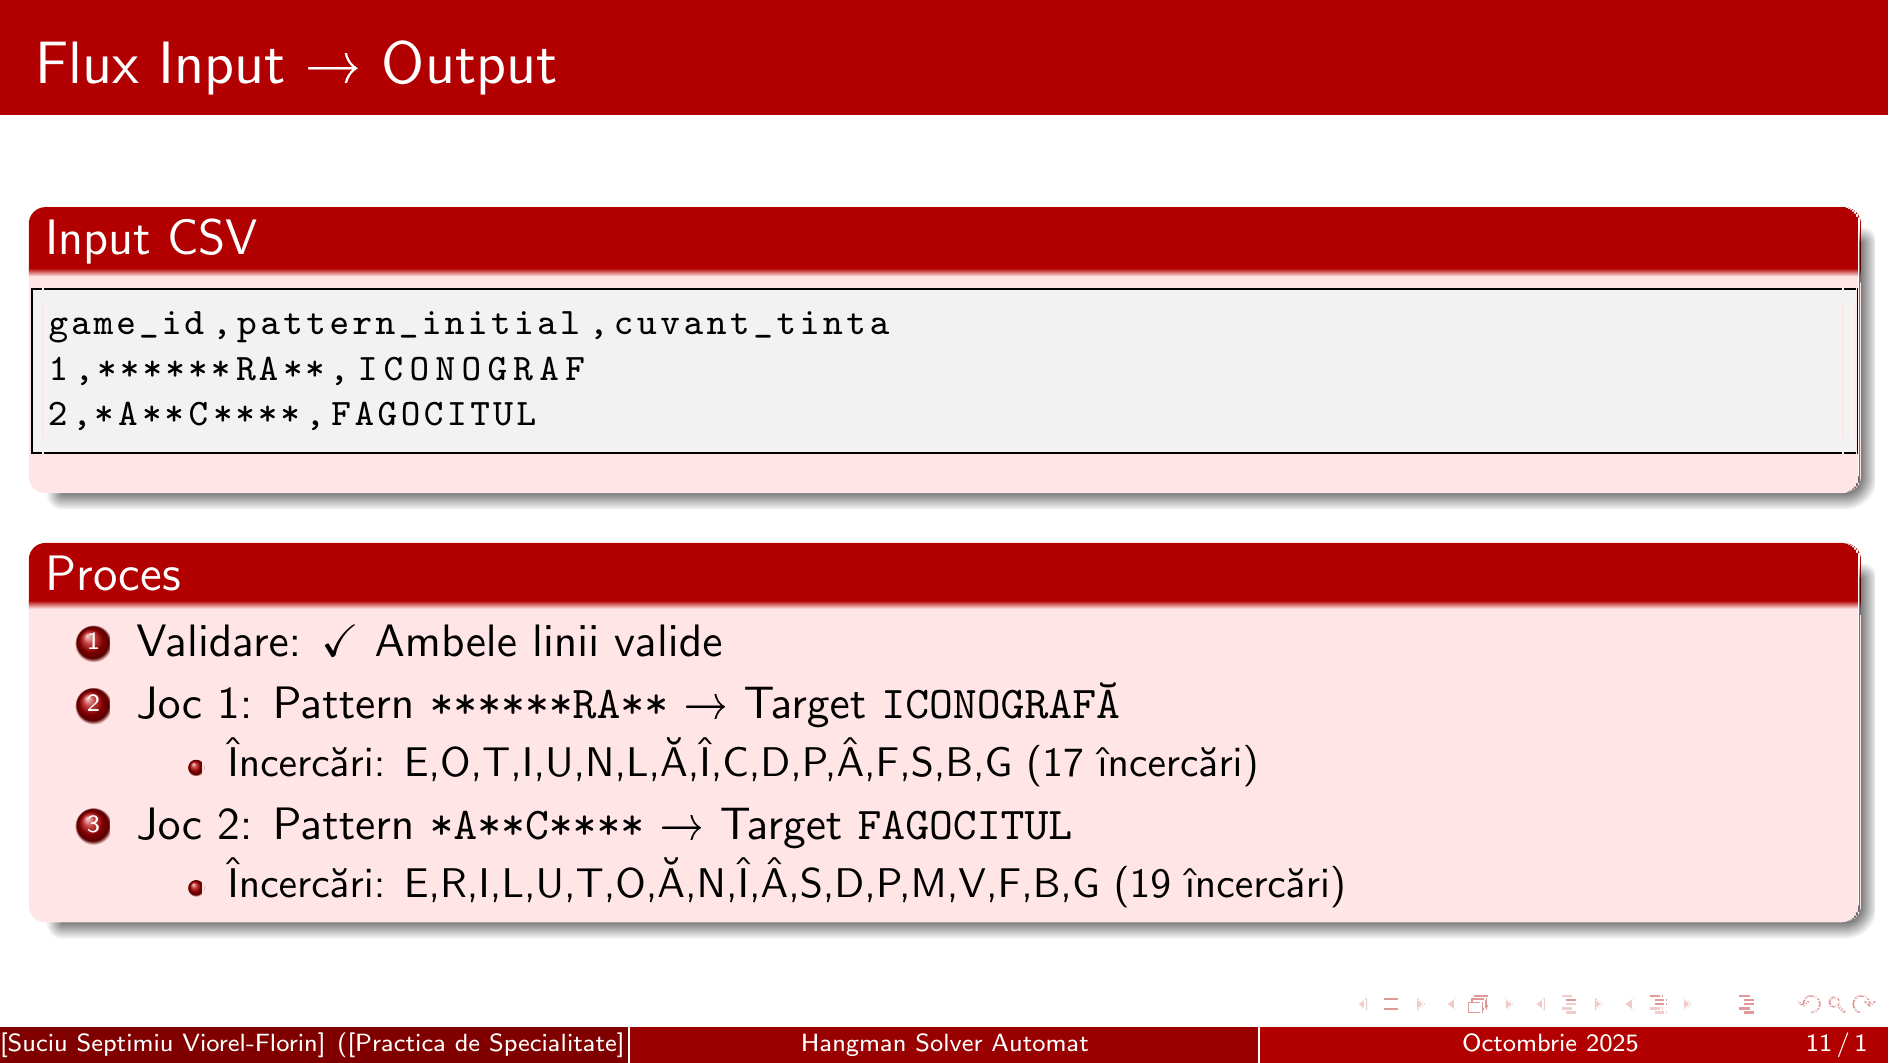 Flux Input → Output
Input CSV
game_id,pattern_initial,cuvant_tinta
1,******RA**,ICONOGRAF
2,*A**C****,FAGOCITUL
Proces
1 Validare: ✓ Ambele linii valide
2 Joc 1: Pattern ******RA** → Target ICONOGRAFĂ
Încercări: E,O,T,I,U,N,L,Ă,Î,C,D,P,Â,F,S,B,G (17 încercări)
3 Joc 2: Pattern *A**C**** → Target FAGOCITUL
Încercări: E,R,I,L,U,T,O,Ă,N,Î,Â,S,D,P,M,V,F,B,G (19 încercări)
[Suciu Septimiu Viorel-Florin] ([Practica de Specialitate] Hangman Solver Automat Octombrie 2025 11 / 1